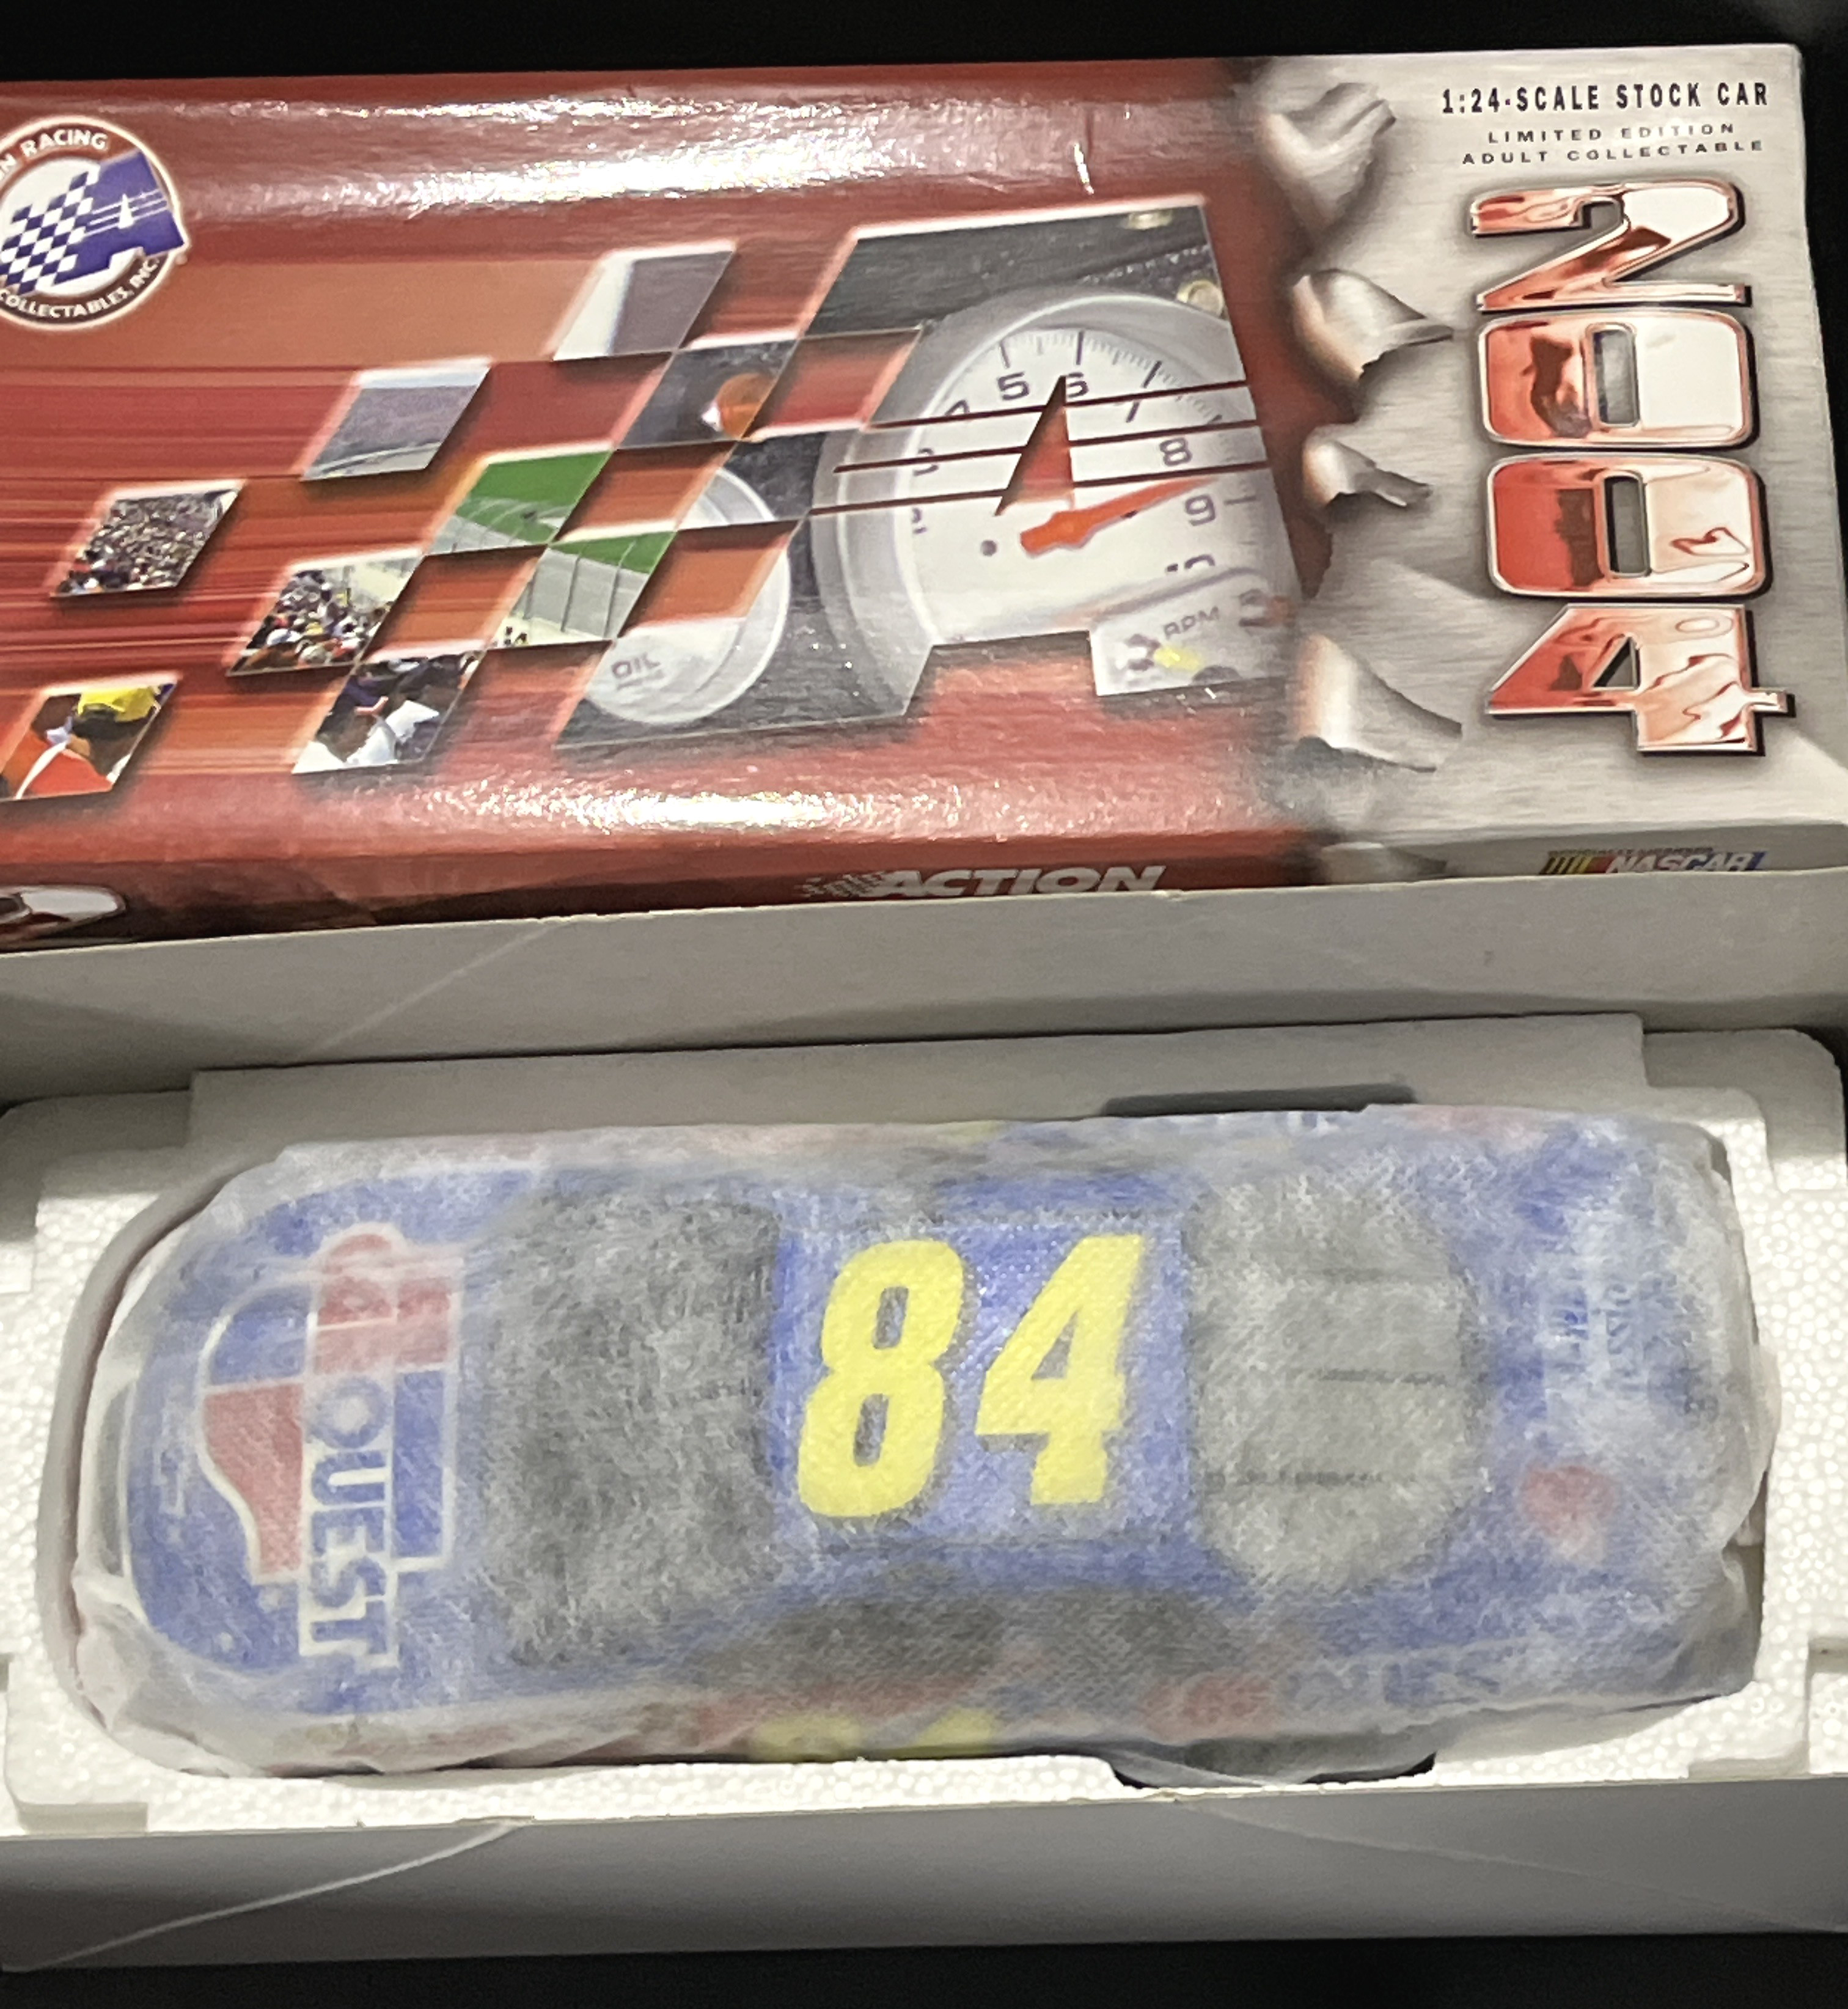 N RACING
COLLECTABLES, INC.
1:24-SCALE STOCK CAR
LIMITED EDITION
ADULT COLLECTABLE
2004
5 6 7
8
9
OIL
RPM
ACTION
NASCAR
84
QUEST